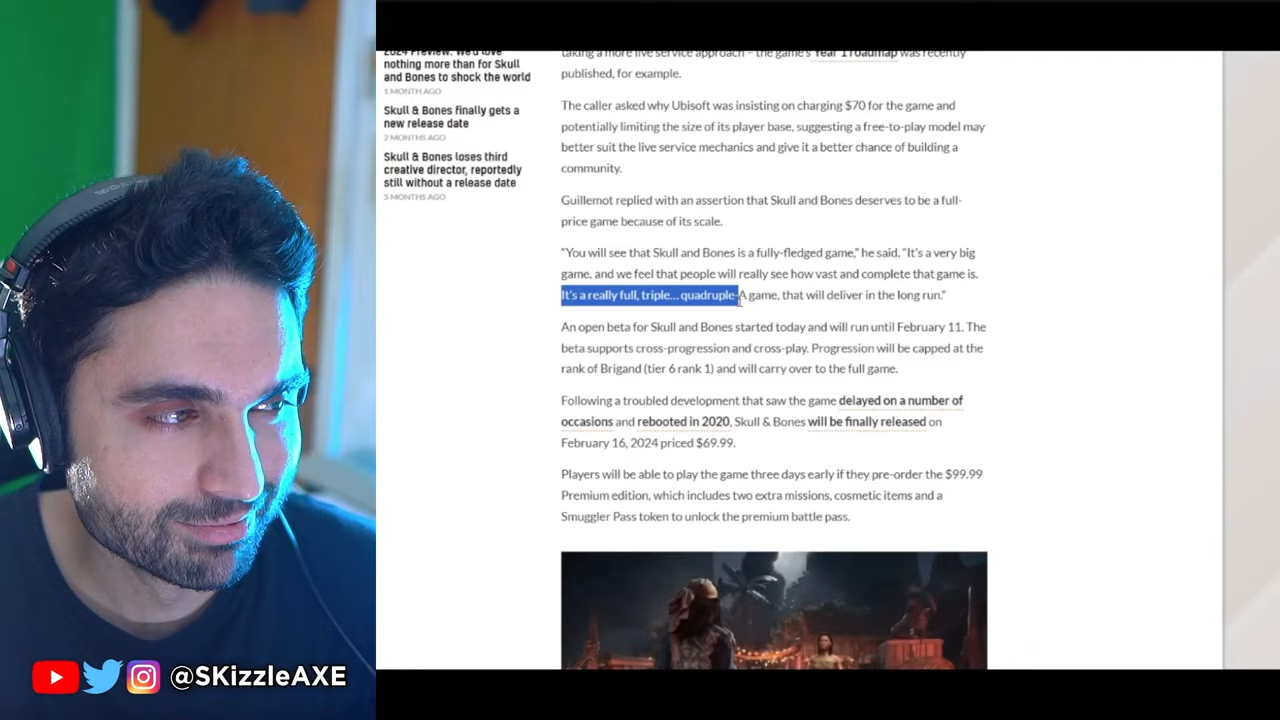 2024 Preview: We'd love
nothing more than for Skull
and Bones to shock the world
1 MONTH AGO
Skull & Bones finally gets a
new release date
2 MONTHS AGO
Skull & Bones loses third
creative director, reportedly
still without a release date
5 MONTHS AGO
taking a more live service approach – the game's Year 1 roadmap was recently
published, for example.
The caller asked why Ubisoft was insisting on charging $70 for the game and
potentially limiting the size of its player base, suggesting a free-to-play model may
better suit the live service mechanics and give it a better chance of building a
community.
Guillemot replied with an assertion that Skull and Bones deserves to be a full-
price game because of its scale.
"You will see that Skull and Bones is a fully-fledged game," he said. "It's a very big
game, and we feel that people will really see how vast and complete that game is.
It's a really full, triple… quadruple-A game, that will deliver in the long run."
An open beta for Skull and Bones started today and will run until February 11. The
beta supports cross-progression and cross-play. Progression will be capped at the
rank of Brigand (tier 6 rank 1) and will carry over to the full game.
Following a troubled development that saw the game delayed on a number of
occasions and rebooted in 2020, Skull & Bones will be finally released on
February 16, 2024 priced $69.99.
Players will be able to play the game three days early if they pre-order the $99.99
Premium edition, which includes two extra missions, cosmetic items and a
Smuggler Pass token to unlock the premium battle pass.
@SKizzleAXE